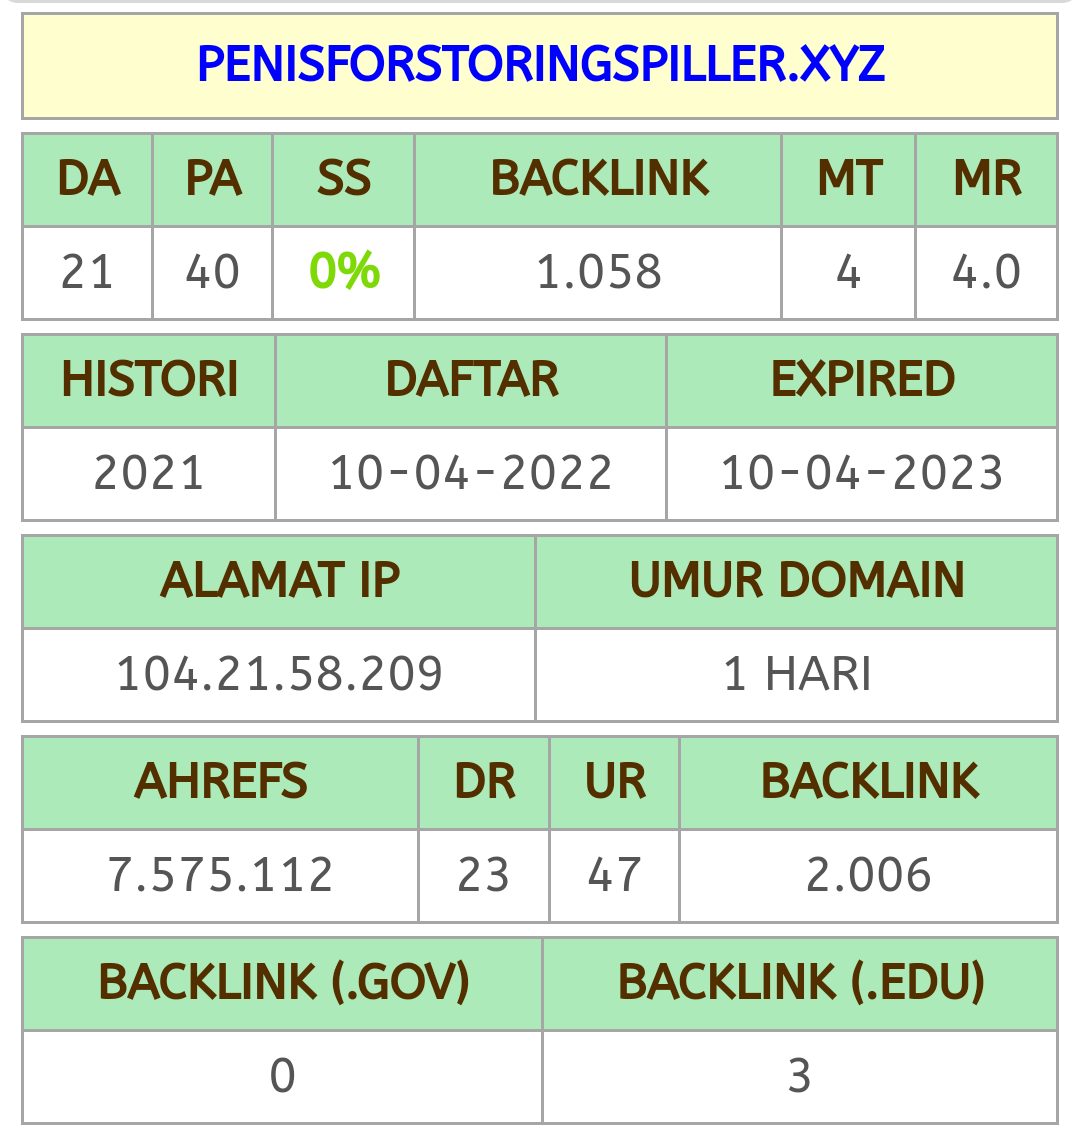 PENISFORSTORINGSPILLER.XYZ
DA PA SS BACKLINK MT MR
21 40 0% 1.058 4 4.0
HISTORI DAFTAR EXPIRED
2021 10-04-2022 10-04-2023
ALAMAT IP UMUR DOMAIN
104.21.58.209 1 HARI
AHREFS DR UR BACKLINK
7.575.112 23 47 2.006
BACKLINK (.GOV) BACKLINK (.EDU)
0 3